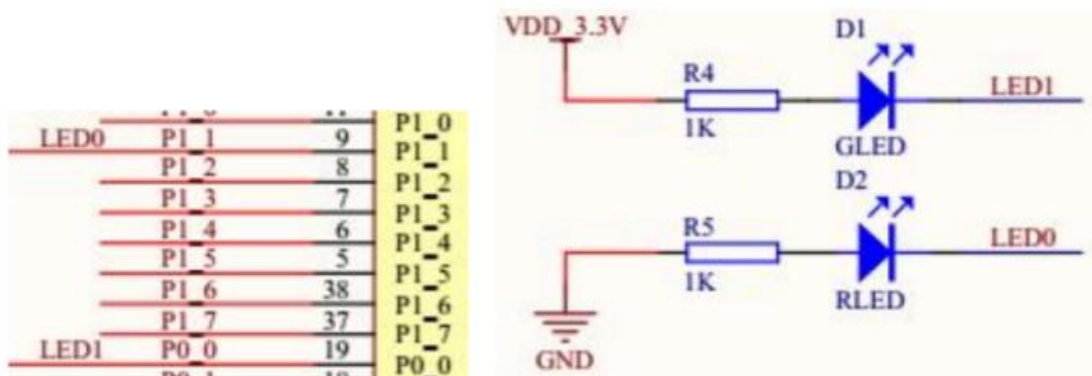 LED0 P1_1 9 P1_0
P1_2 8 P1_1
P1_3 7 P1_2
P1_4 6 P1_3
P1_5 5 P1_4
P1_6 38 P1_5
P1_7 37 P1_6
LED1 P0_0 19 P1_7
P0_0
VDD_3.3V
D1
R4
LED1
1K
GLED
D2
R5
LED0
1K
RLED
GND